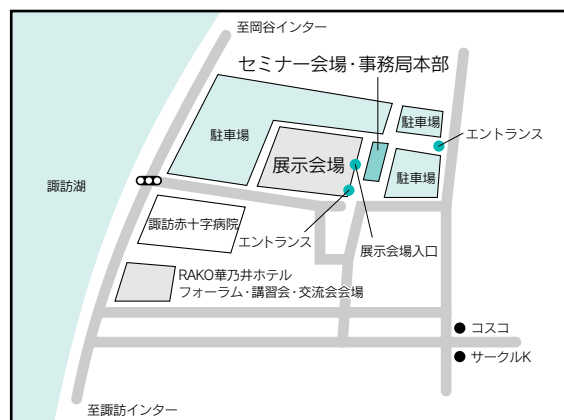 至岡谷インター
セミナー会場・事務局本部
駐車場
駐車場
エントランス
展示会場
駐車場
諏訪湖
諏訪赤十字病院
エントランス
展示会場入口
RAKO華乃井ホテル
フォーラム・講習会・交流会会場
コスコ
サークルK
至諏訪インター